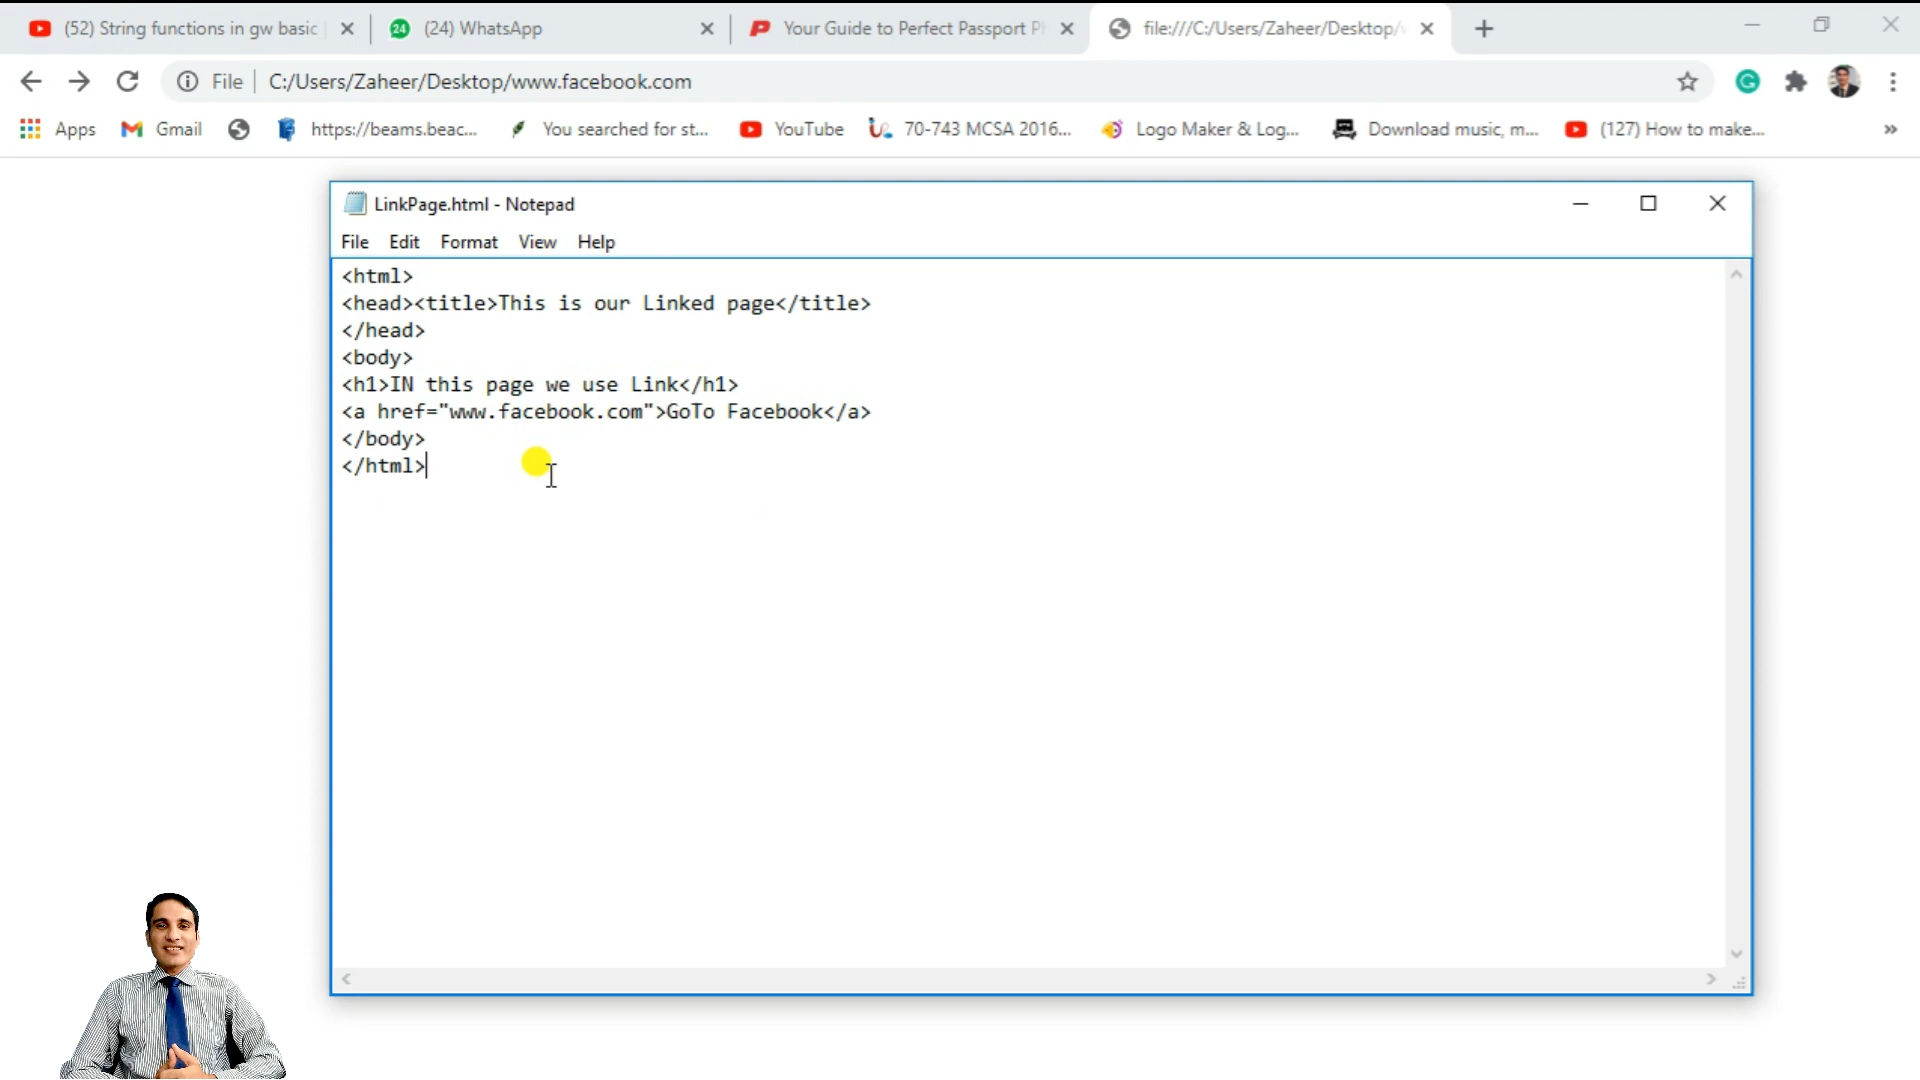 (52) String functions in gw basic
(24) WhatsApp
Your Guide to Perfect Passport P
file:///C:/Users/Zaheer/Desktop/
File
C:/Users/Zaheer/Desktop/www.facebook.com
Apps
Gmail
https://beams.beac...
You searched for st...
YouTube
70-743 MCSA 2016...
Logo Maker & Log...
Download music, m...
(127) How to make...
»
LinkPage.html - Notepad
File Edit Format View Help
<html>
<head><title>This is our Linked page</title>
</head>
<body>
<h1>IN this page we use Link</h1>
<a href="www.facebook.com">GoTo Facebook</a>
</body>
</html>